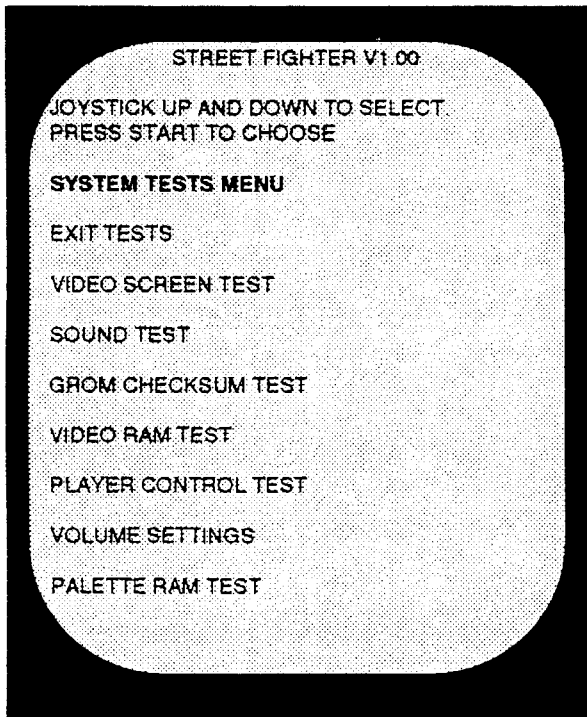 STREET FIGHTER V1.00
JOYSTICK UP AND DOWN TO SELECT.
PRESS START TO CHOOSE
SYSTEM TESTS MENU
EXIT TESTS
VIDEO SCREEN TEST
SOUND TEST
GROM CHECKSUM TEST
VIDEO RAM TEST
PLAYER CONTROL TEST
VOLUME SETTINGS
PALETTE RAM TEST